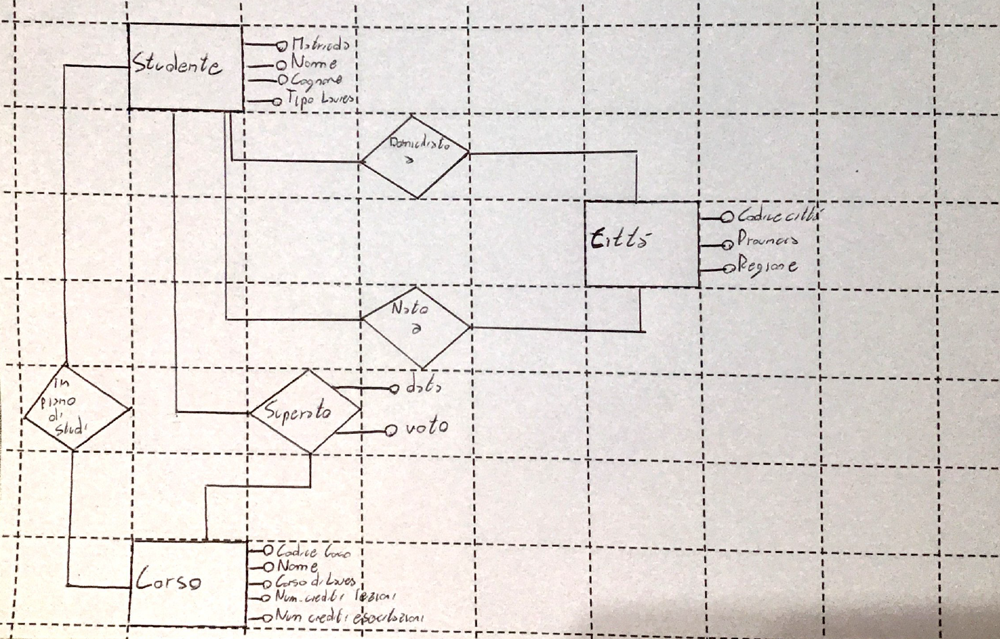 Studente
Matricola
Nome
Cognome
Tipo Laurea
Domiciliato
a
Città
Codice città
Provincia
Regione
Nato
a
in
piano
di
studi
Superato
data
voto
Corso
Codice Corso
Nome
Corso di Laurea
Num. crediti lezioni
Num crediti esercitazioni